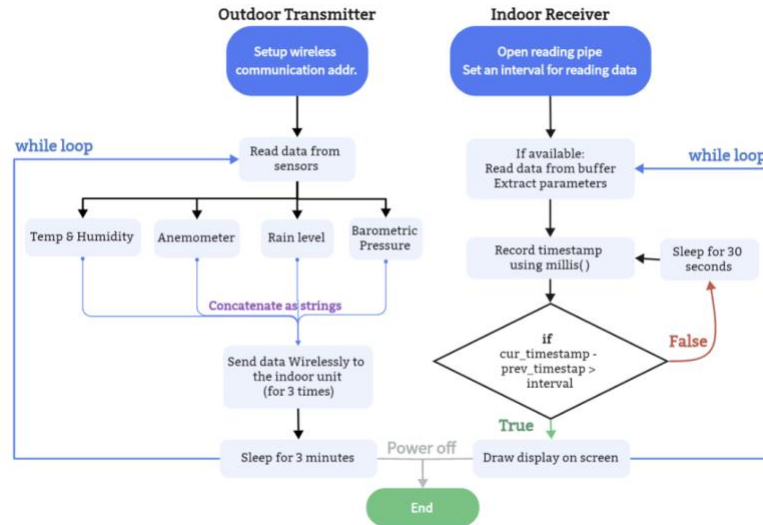 Outdoor Transmitter
Setup wireless
communication addr.
while loop
Read data from
sensors
Temp & Humidity
Anemometer
Rain level
Barometric
Pressure
Concatenate as strings
Send data Wirelessly to
the indoor unit
(for 3 times)
Sleep for 3 minutes
Power off
End
Indoor Receiver
Open reading pipe
Set an interval for reading data
while loop
If available:
Read data from buffer
Extract parameters
Record timestamp
using millis( )
Sleep for 30
seconds
if
cur_timestamp -
prev_timestap >
interval
False
True
Draw display on screen